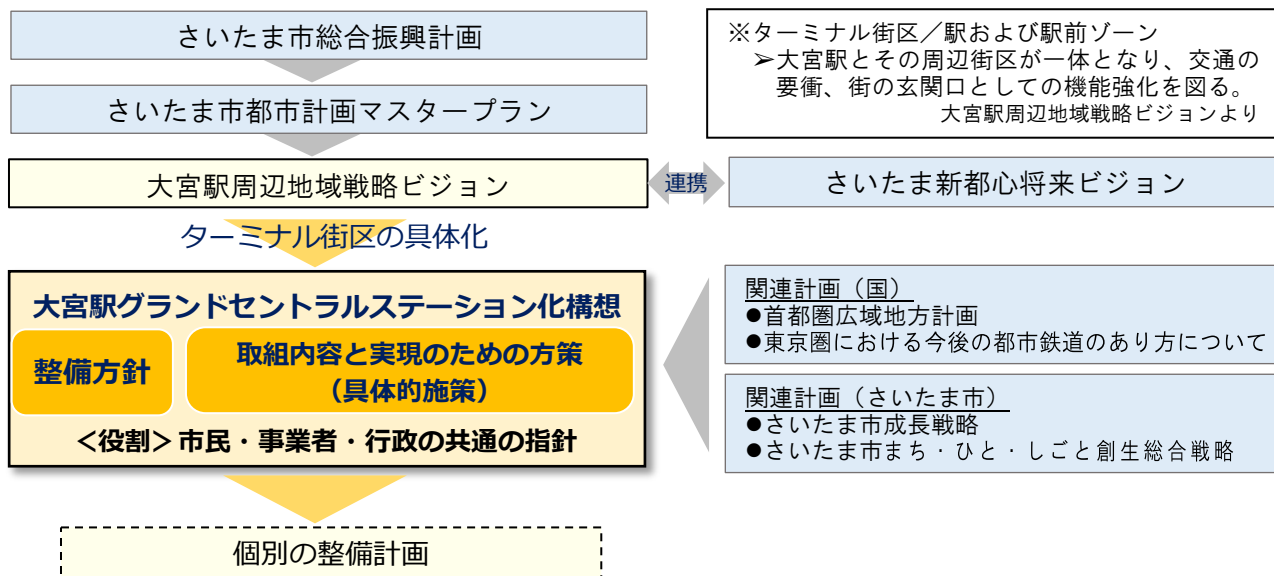 さいたま市総合振興計画
さいたま市都市計画マスタープラン
大宮駅周辺地域戦略ビジョン
連携
さいたま新都心将来ビジョン
※ターミナル街区／駅および駅前ゾーン
➢大宮駅とその周辺街区が一体となり、交通の
要衝、街の玄関口としての機能強化を図る。
大宮駅周辺地域戦略ビジョンより
ターミナル街区の具体化
大宮駅グランドセントラルステーション化構想
整備方針
取組内容と実現のための方策
（具体的施策）
＜役割＞市民・事業者・行政の共通の指針
関連計画（国）
●首都圏広域地方計画
●東京圏における今後の都市鉄道のあり方について
関連計画（さいたま市）
●さいたま市成長戦略
●さいたま市まち・ひと・しごと創生総合戦略
個別の整備計画